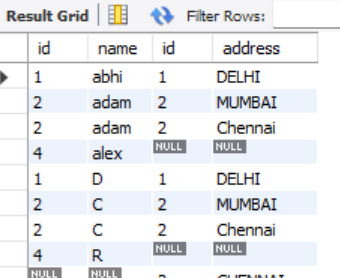 Result Grid Filter Rows:
id name id address
1 abhi 1 DELHI
2 adam 2 MUMBAI
2 adam 2 Chennai
4 alex NULL NULL
1 D 1 DELHI
2 C 2 MUMBAI
2 C 2 Chennai
4 R NULL NULL
NULL NULL 3 CHENNAI